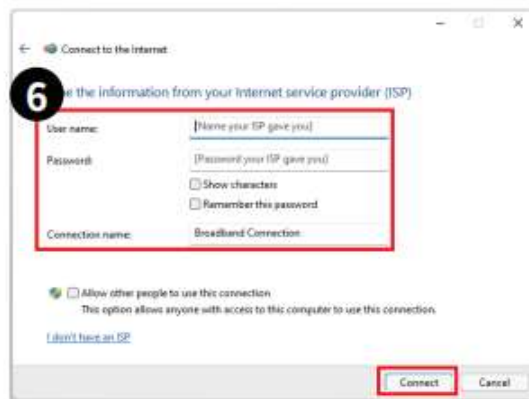 Connect to the Internet
6
e the information from your Internet service provider (ISP)
User name: [Name your ISP gave you]
Password: [Password your ISP gave you]
Show characters
Remember this password
Connection name: Broadband Connection
Allow other people to use this connection
This option allows anyone with access to this computer to use this connection.
I don't have an ISP
Connect Cancel